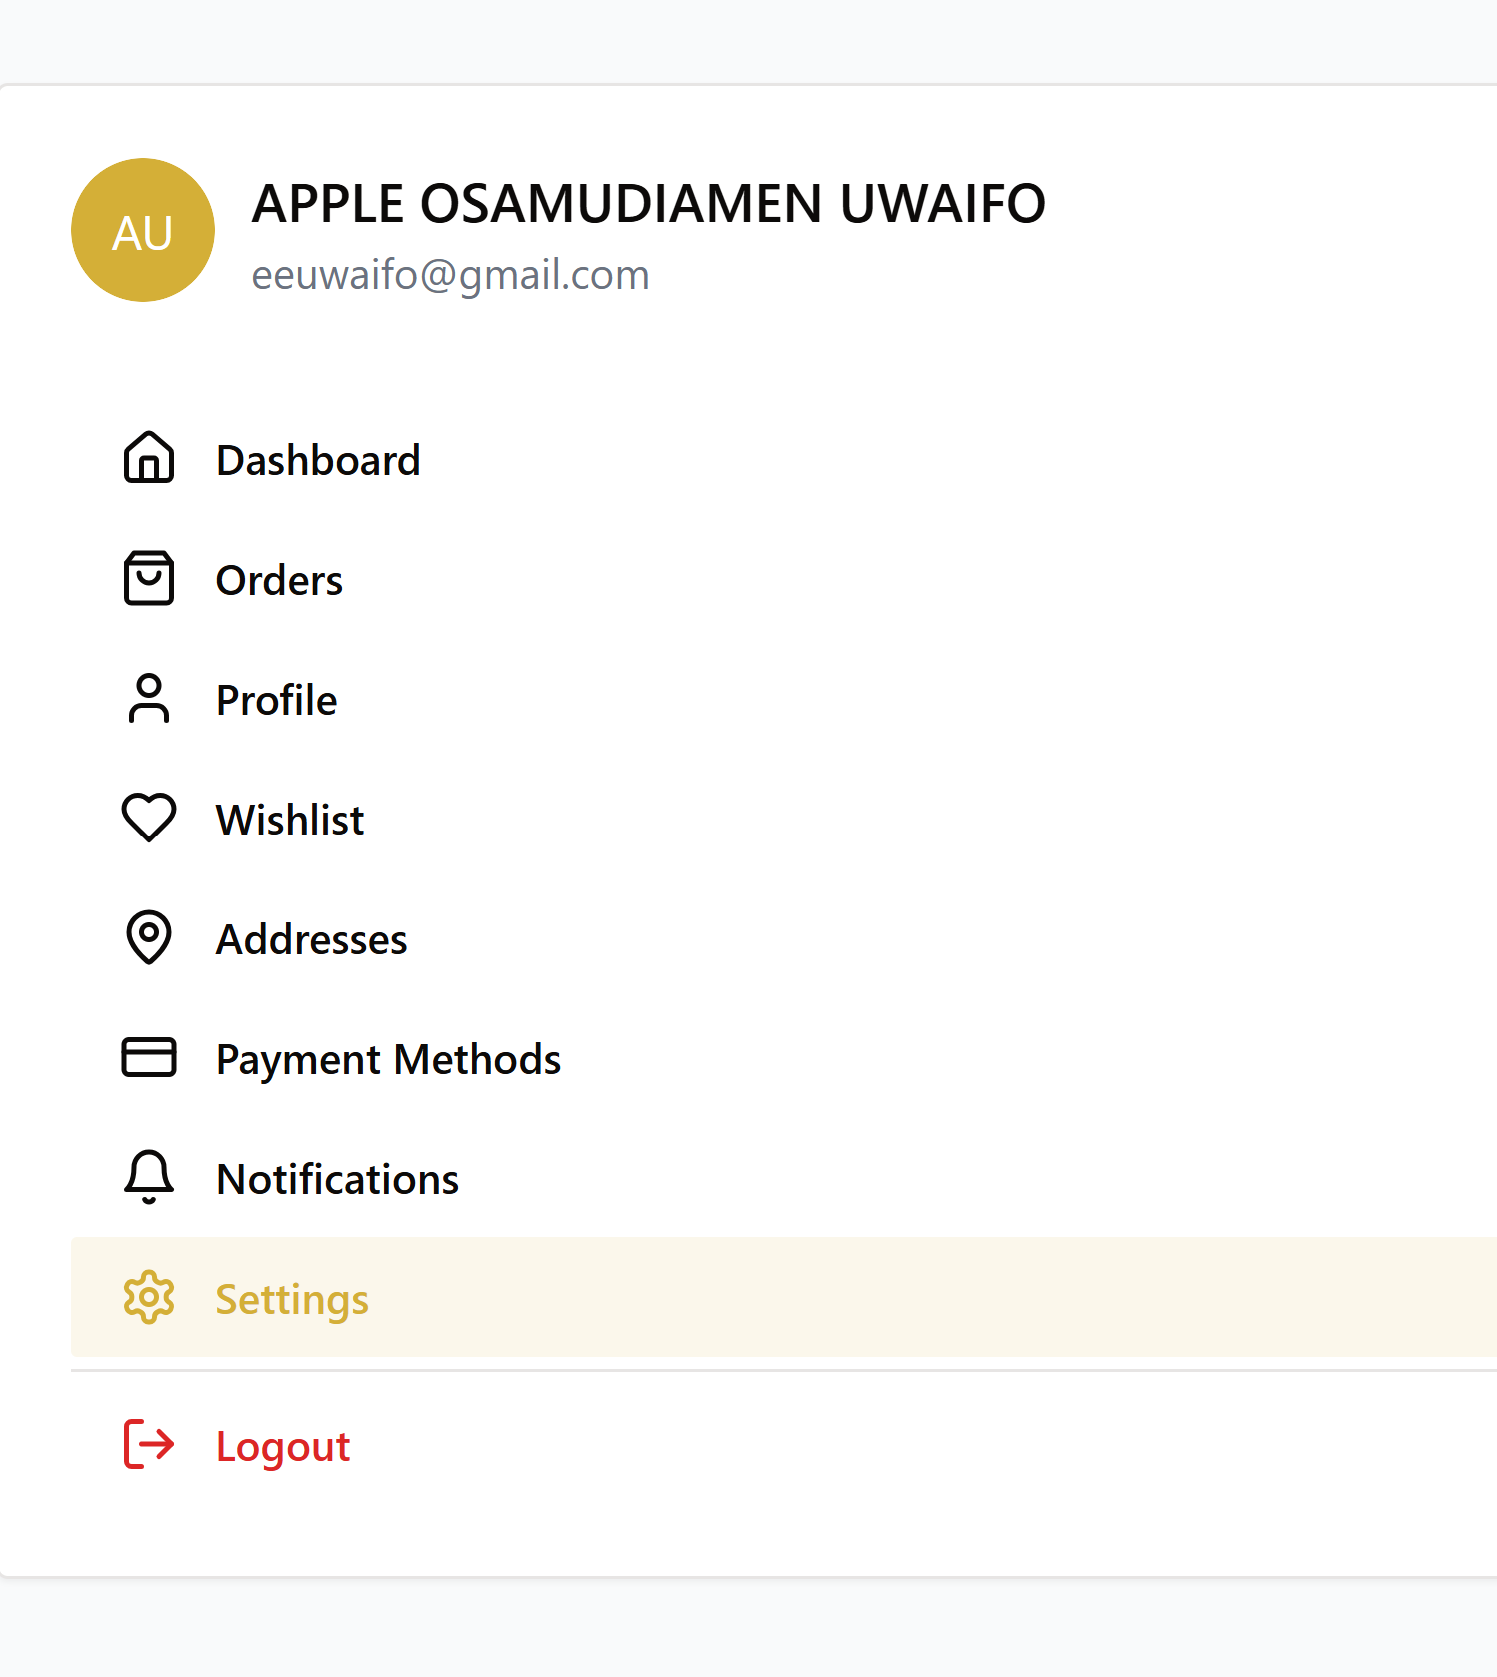 AU
APPLE OSAMUDIAMEN UWAIFO
eeuwaifo@gmail.com
Dashboard
Orders
Profile
Wishlist
Addresses
Payment Methods
Notifications
Settings
Logout